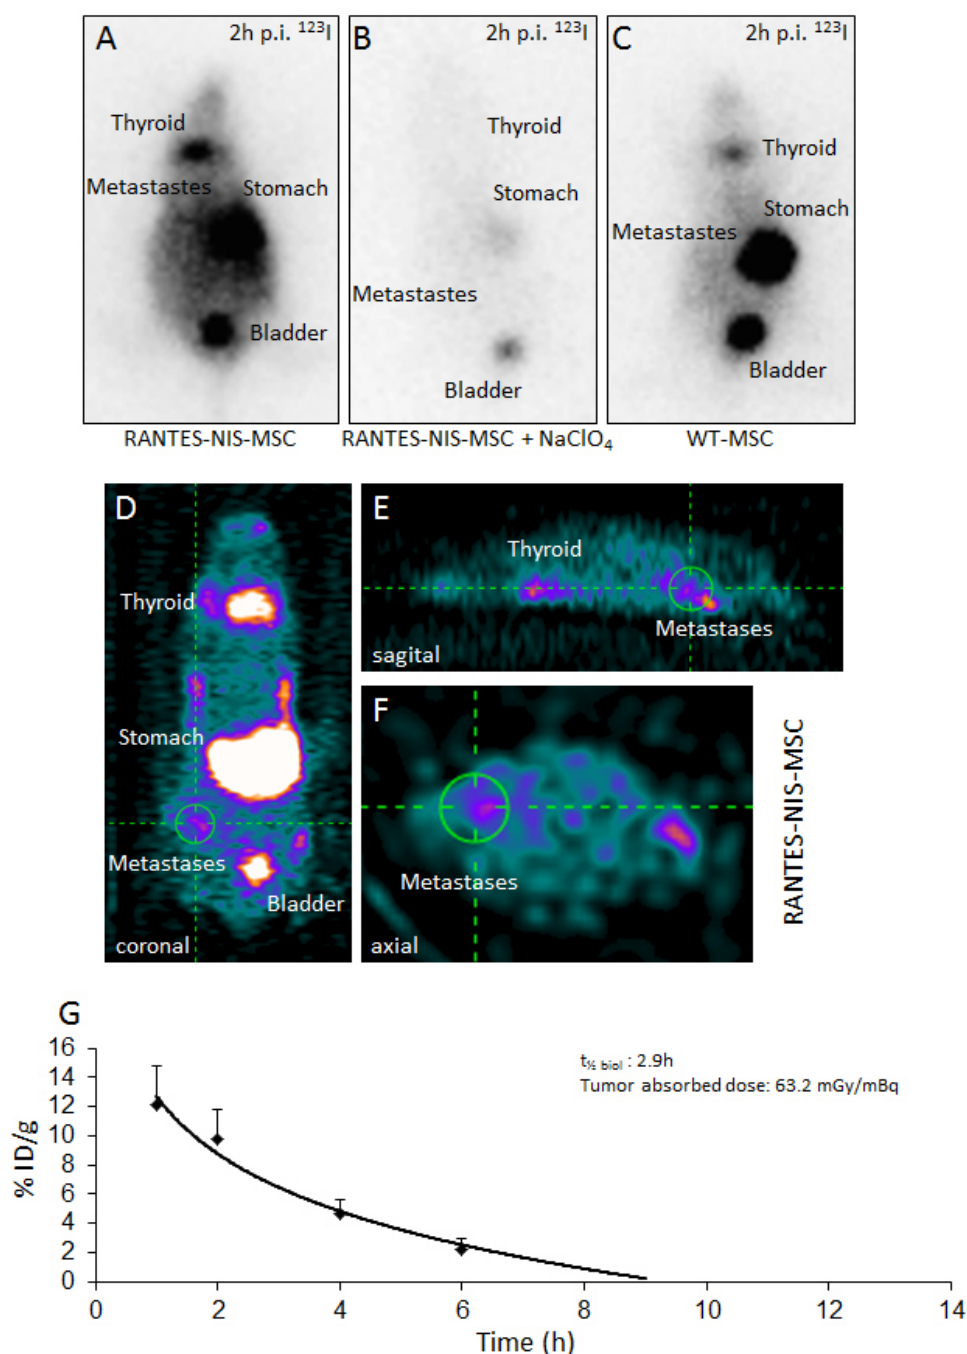 A
2h p.i. ¹²³I
Thyroid
Metastastes
Stomach
Bladder
RANTES-NIS-MSC
B
2h p.i. ¹²³I
Thyroid
Stomach
Metastastes
Bladder
RANTES-NIS-MSC + NaClO₄
C
2h p.i. ¹²³I
Thyroid
Stomach
Metastastes
Bladder
WT-MSC
D
Thyroid
Stomach
Metastases
Bladder
coronal
E
Thyroid
Metastases
sagital
F
Metastases
axial
RANTES-NIS-MSC
G
t½ biol : 2.9h
Tumor absorbed dose: 63.2 mGy/mBq
% ID/g
16
14
12
10
8
6
4
2
0
0 2 4 6 8 10 12 14
Time (h)